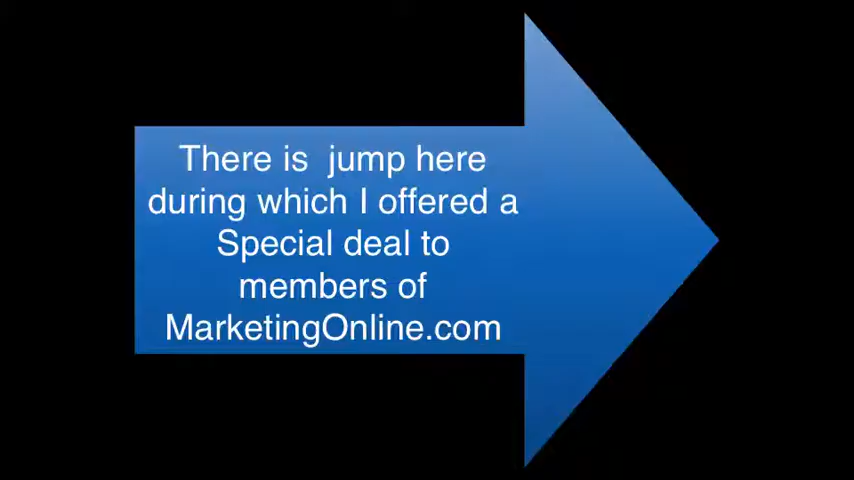 There is  jump here
during which I offered a
Special deal to
members of
MarketingOnline.com